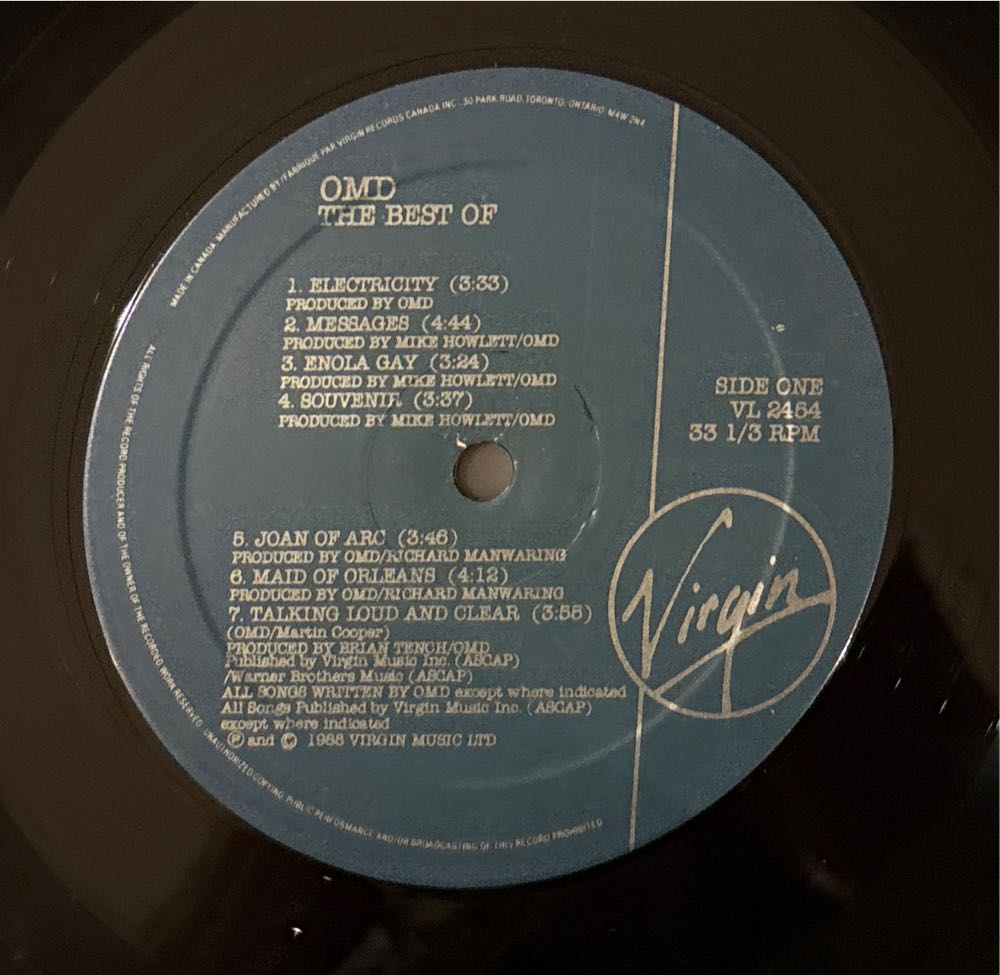 MADE IN CANADA. MANUFACTURED BY/FABRIQUE PAR VIRGIN RECORDS CANADA INC. 30 PARK ROAD, TORONTO, ONTARIO M4W 2N4
OMD
THE BEST OF
1. ELECTRICITY (3:33)
PRODUCED BY OMD
2. MESSAGES (4:44)
PRODUCED BY MIKE HOWLETT/OMD
3. ENOLA GAY (3:24)
PRODUCED BY MIKE HOWLETT/OMD
4. SOUVENIR (3:37)
PRODUCED BY MIKE HOWLETT/OMD
SIDE ONE
VL 2454
33 1/3 RPM
5. JOAN OF ARC (3:46)
PRODUCED BY OMD/RICHARD MANWARING
6. MAID OF ORLEANS (4:12)
PRODUCED BY OMD/RICHARD MANWARING
7. TALKING LOUD AND CLEAR (3:55)
(OMD/Martin Cooper)
PRODUCED BY BRIAN TENCH/OMD
Published by Virgin Music Inc. (ASCAP)
/Warner Brothers Music (ASCAP)
ALL SONGS WRITTEN BY OMD except where indicated
All Songs Published by Virgin Music Inc. (ASCAP)
except where indicated
℗ and © 1988 VIRGIN MUSIC LTD
Virgin
ALL RIGHTS OF THE RECORD PRODUCER AND OF THE OWNER OF THE RECORDED WORK RESERVED. UNAUTHORIZED COPYING PUBLIC PERFORMANCE AND/OR BROADCASTING OF THIS RECORD PROHIBITED